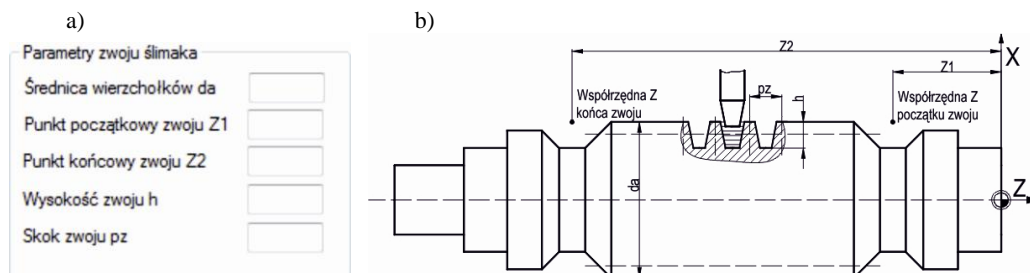 a)
Parametry zwoju ślimaka
Średnica wierzchołków da
Punkt początkowy zwoju Z1
Punkt końcowy zwoju Z2
Wysokość zwoju h
Skok zwoju pz
b)
Z2
X
Z1
Współrzędna Z
końca zwoju
pz
h
Współrzędna Z
początku zwoju
da
Z